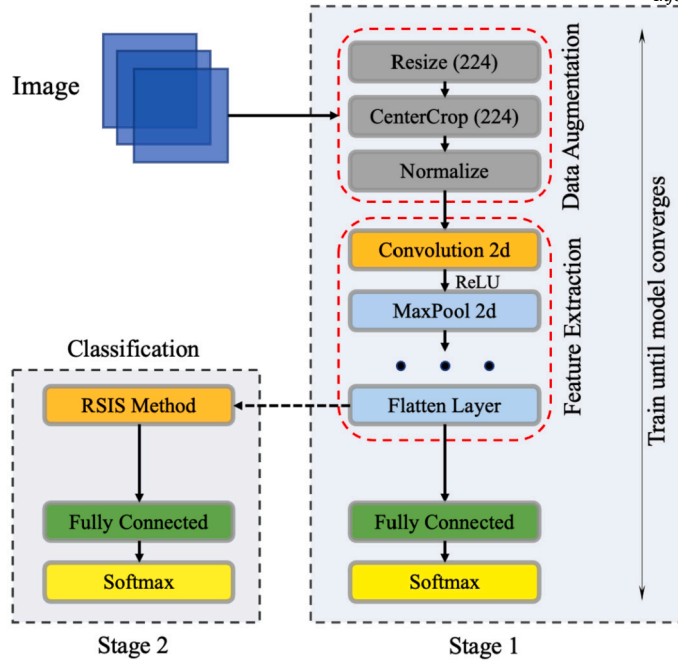 Image
Resize (224)
CenterCrop (224)
Normalize
Data Augmentation
Convolution 2d
ReLU
MaxPool 2d
Flatten Layer
Feature Extraction
Fully Connected
Softmax
Train until model converges
Stage 1
Classification
RSIS Method
Fully Connected
Softmax
Stage 2